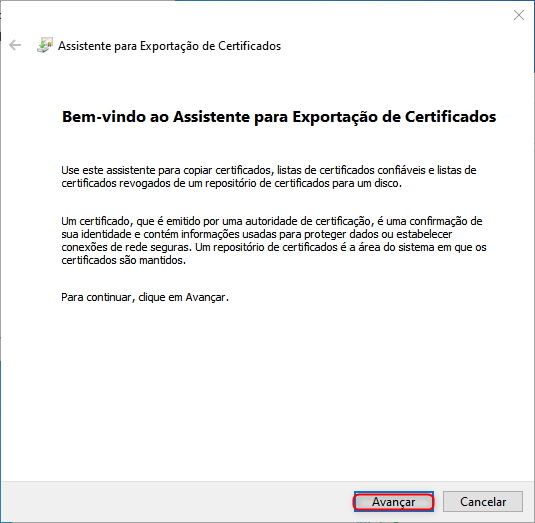 Assistente para Exportação de Certificados
Bem-vindo ao Assistente para Exportação de Certificados
Use este assistente para copiar certificados, listas de certificados confiáveis e listas de
certificados revogados de um repositório de certificados para um disco.
Um certificado, que é emitido por uma autoridade de certificação, é uma confirmação de
sua identidade e contém informações usadas para proteger dados ou estabelecer
conexões de rede seguras. Um repositório de certificados é a área do sistema em que os
certificados são mantidos.
Para continuar, clique em Avançar.
Avançar
Cancelar